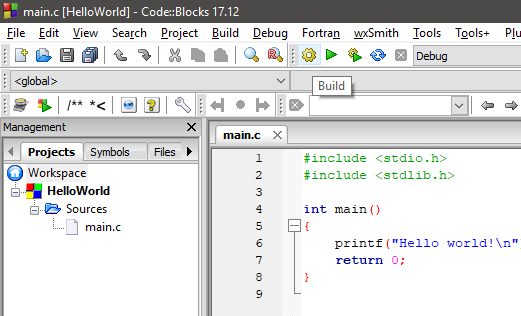 main.c [HelloWorld] - Code::Blocks 17.12
File Edit View Search Project Build Debug Fortran wxSmith Tools Tools+ Pl
Debug
<global>
Build
/** *<
Management
Projects Symbols Files
Workspace
HelloWorld
Sources
main.c
main.c
1 #include <stdio.h>
2 #include <stdlib.h>
3
4 int main()
5 {
6 printf("Hello world!\n"
7 return 0;
8 }
9